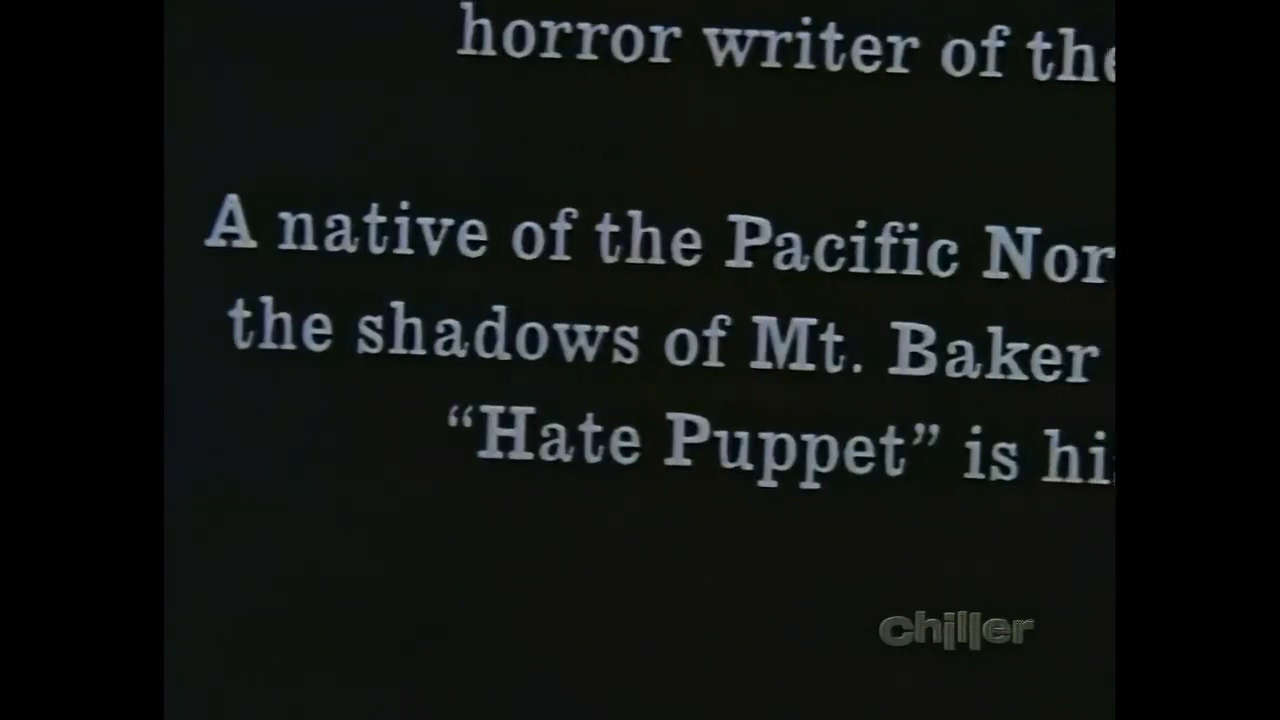 horror writer of the
A native of the Pacific Nor
the shadows of Mt. Baker
“Hate Puppet” is hi
chiller